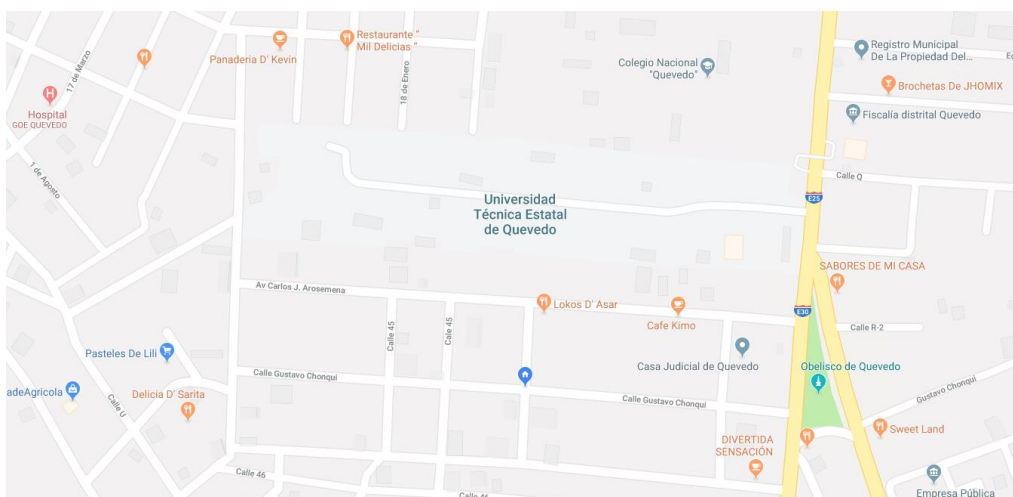 Restaurante "
Mil Delicias "
Panaderia D' Kevin
17 de Marzo
18 de Enero
Colegio Nacional
"Quevedo"
Registro Municipal
De La Propiedad Del...
Brochetas De JHOMIX
Fiscalía distrital Quevedo
Hospital
GOE QUEVEDO
1 de Agosto
Calle Q
E25
Universidad
Técnica Estatal
de Quevedo
SABORES DE MI CASA
Av Carlos J. Arosemena
Lokos D' Asar
Cafe Kimo
E30
Calle R-2
Calle 45
Cale 45
Pasteles De Lili
Casa Judicial de Quevedo
Obelisco de Quevedo
Calle Gustavo Chonqui
adeAgricola
Delicia D' Sarita
Calle U
Calle Gustavo Chonqui
Gustavo Chonqui
Sweet Land
DIVERTIDA
SENSACIÓN
Calle 46
Empresa Pública